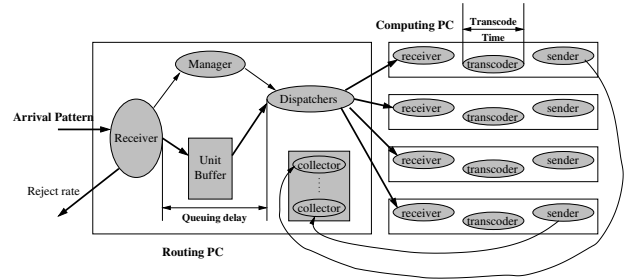 Computing PC
Transcode
Time
receiver
transcoder
sender
Manager
Dispatchers
Arrival Pattern
Receiver
Unit
Buffer
receiver
transcoder
sender
collector
collector
receiver
transcoder
sender
Reject rate
Queuing delay
receiver
transcoder
sender
Routing PC